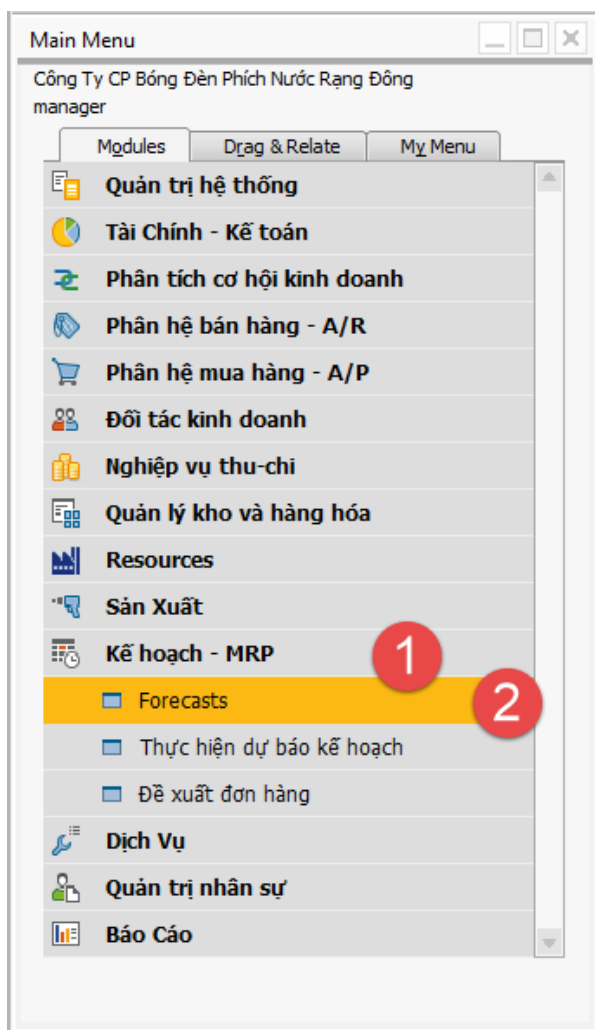 Main Menu
Công Ty CP Bóng Đèn Phích Nước Rạng Đông
manager
Modules Drag & Relate My Menu
Quản trị hệ thống
Tài Chính - Kế toán
Phân tích cơ hội kinh doanh
Phân hệ bán hàng - A/R
Phân hệ mua hàng - A/P
Đối tác kinh doanh
Nghiệp vụ thu-chi
Quản lý kho và hàng hóa
Resources
Sản Xuất
Kế hoạch - MRP 1
Forecasts 2
Thực hiện dự báo kế hoạch
Đề xuất đơn hàng
Dịch Vụ
Quản trị nhân sự
Báo Cáo